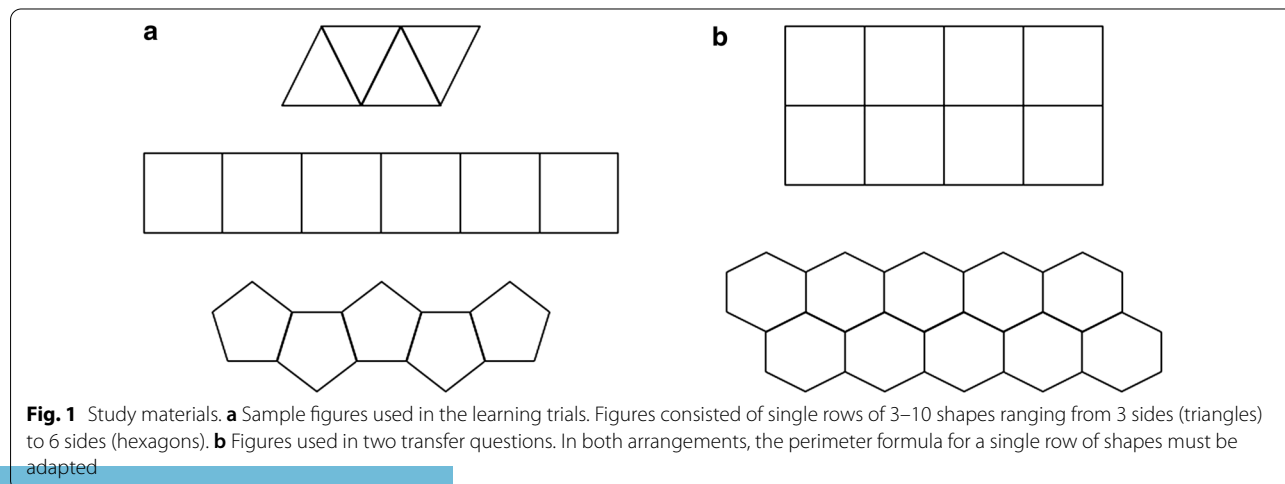 a
b
Fig. 1 Study materials. a Sample figures used in the learning trials. Figures consisted of single rows of 3–10 shapes ranging from 3 sides (triangles)
to 6 sides (hexagons). b Figures used in two transfer questions. In both arrangements, the perimeter formula for a single row of shapes must be
adapted